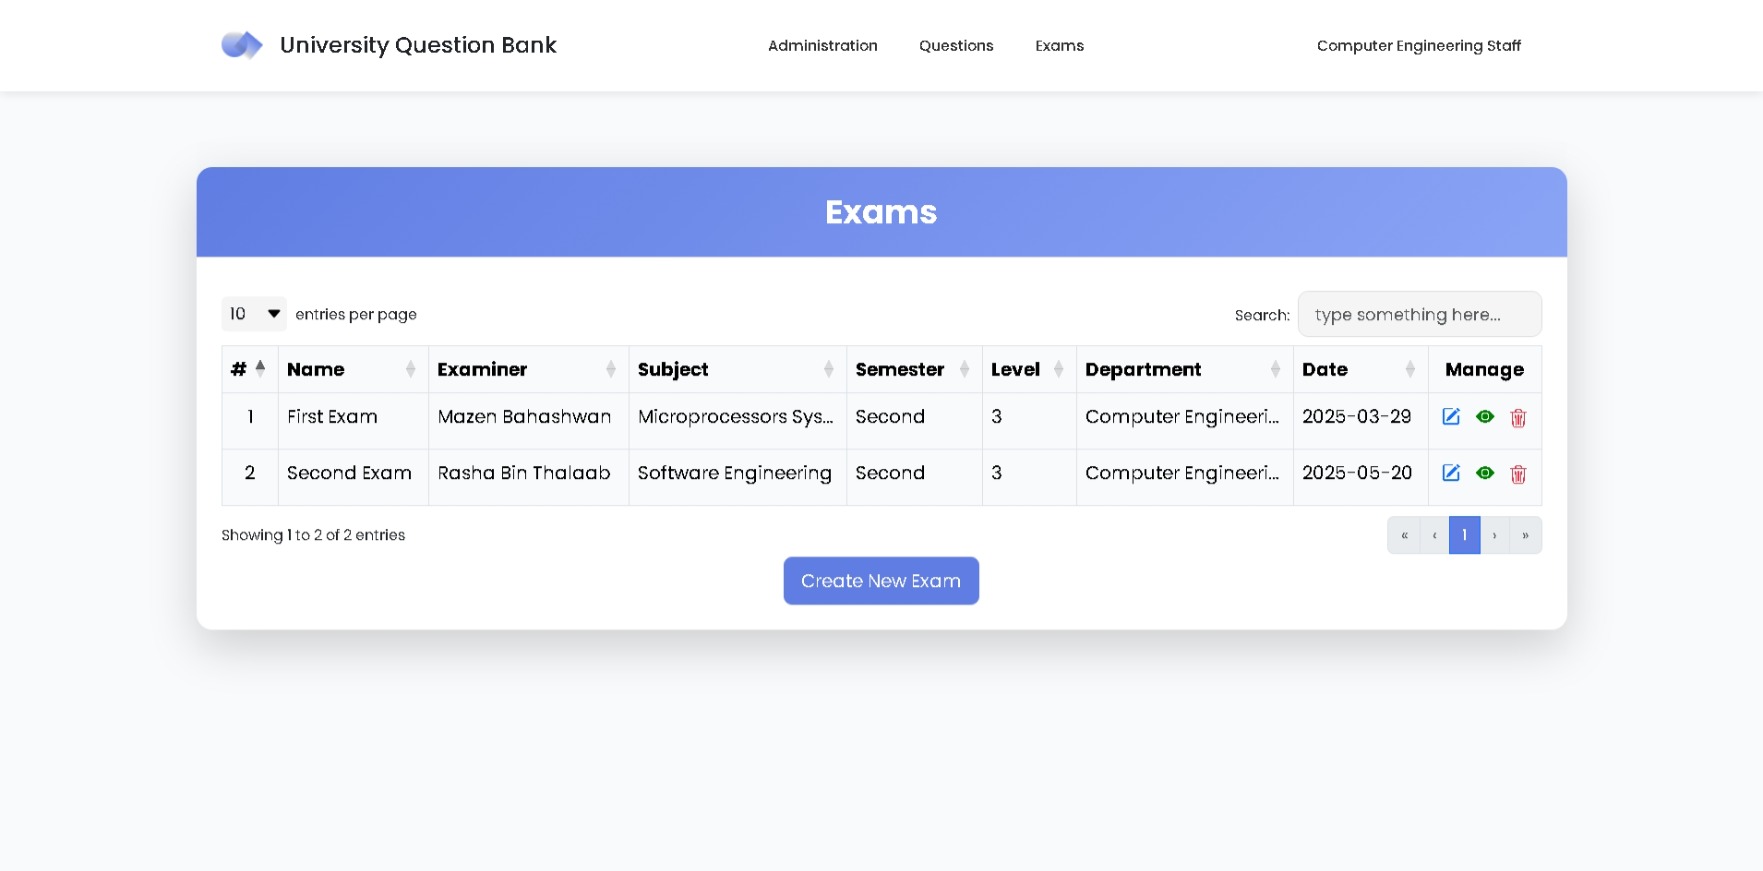 University Question Bank
Administration Questions Exams
Computer Engineering Staff
Exams
10 entries per page
Search: type something here...
# Name Examiner Subject Semester Level Department Date Manage
1 First Exam Mazen Bahashwan Microprocessors Sys... Second 3 Computer Engineeri... 2025-03-29
2 Second Exam Rasha Bin Thalaab Software Engineering Second 3 Computer Engineeri... 2025-05-20
Showing 1 to 2 of 2 entries
« ‹ 1 › »
Create New Exam